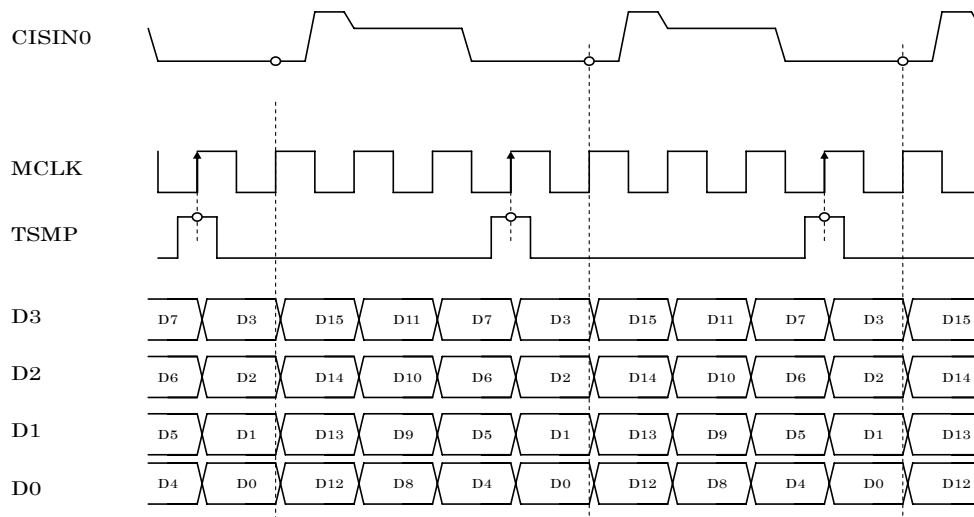 CISIN0
MCLK
TSMP
D3 D7 D3 D15 D11 D7 D3 D15 D11 D7 D3 D15
D2 D6 D2 D14 D10 D6 D2 D14 D10 D6 D2 D14
D1 D5 D1 D13 D9 D5 D1 D13 D9 D5 D1 D13
D0 D4 D0 D12 D8 D4 D0 D12 D8 D4 D0 D12